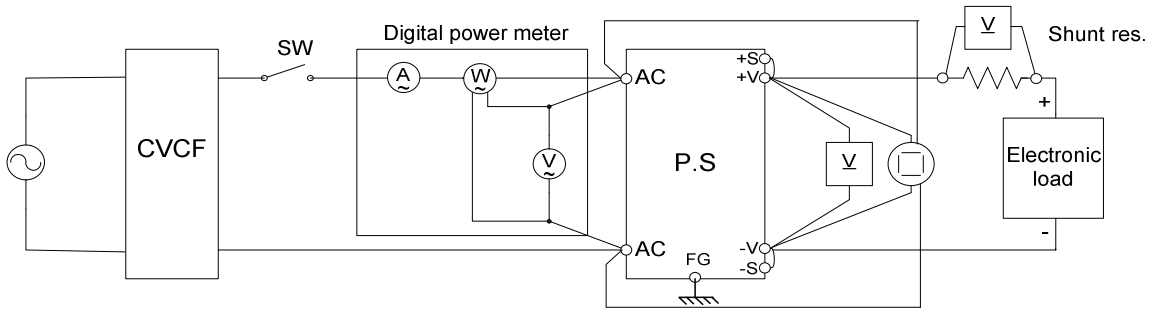 Digital power meter
SW
V
Shunt res.
A
W
AC
+S
+V
+
CVCF
V
P.S
V
Electronic
load
AC
FG
-V
-S
-